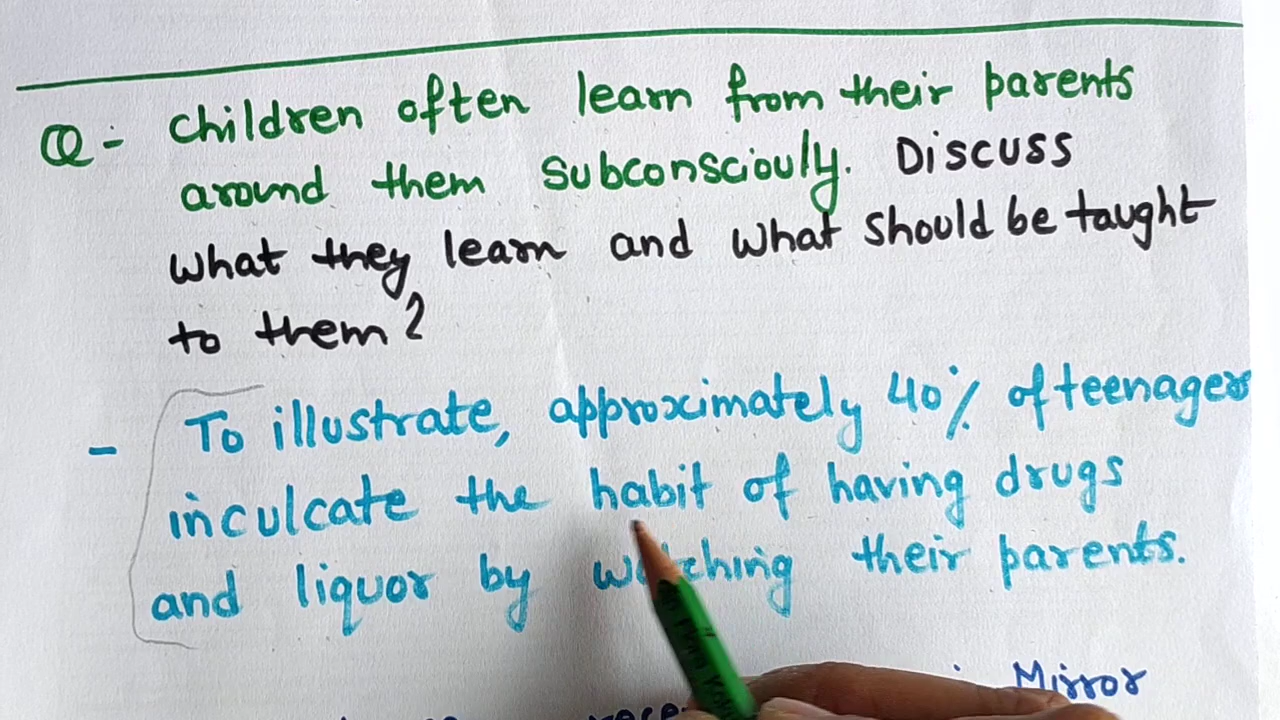 Q- Children often learn from their parents
around them subconsciouly. Discuss
what they learn and what should be taught
to them?
- To illustrate, approximately 40% of teenagers
inculcate the habit of having drugs
and liquor by watching their parents.
Mirror